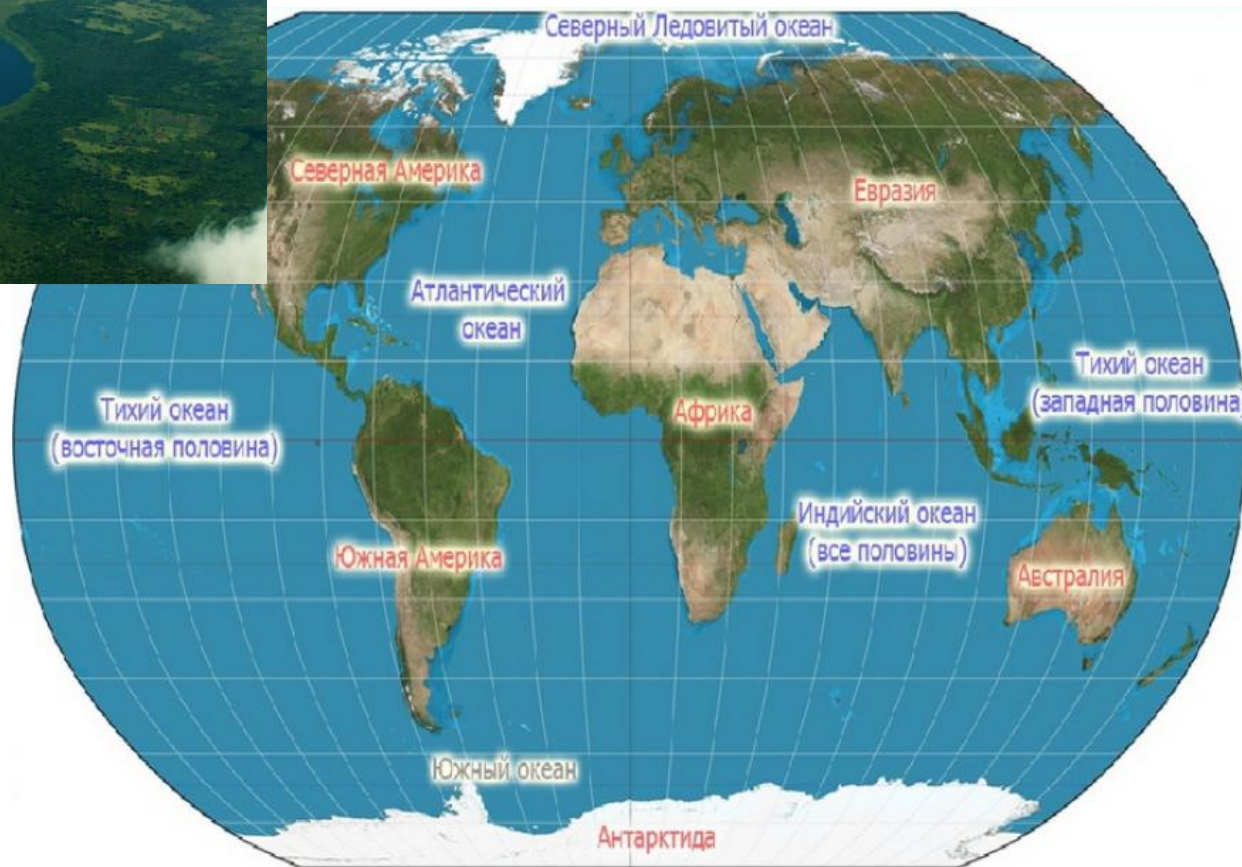 Северный Ледовитый океан
Северная Америка
Евразия
Атлантический
океан
Тихий океан
(западная половина)
Тихий океан
(восточная половина)
Африка
Индийский океан
(все половины)
Южная Америка
Австралия
Южный океан
Антарктида